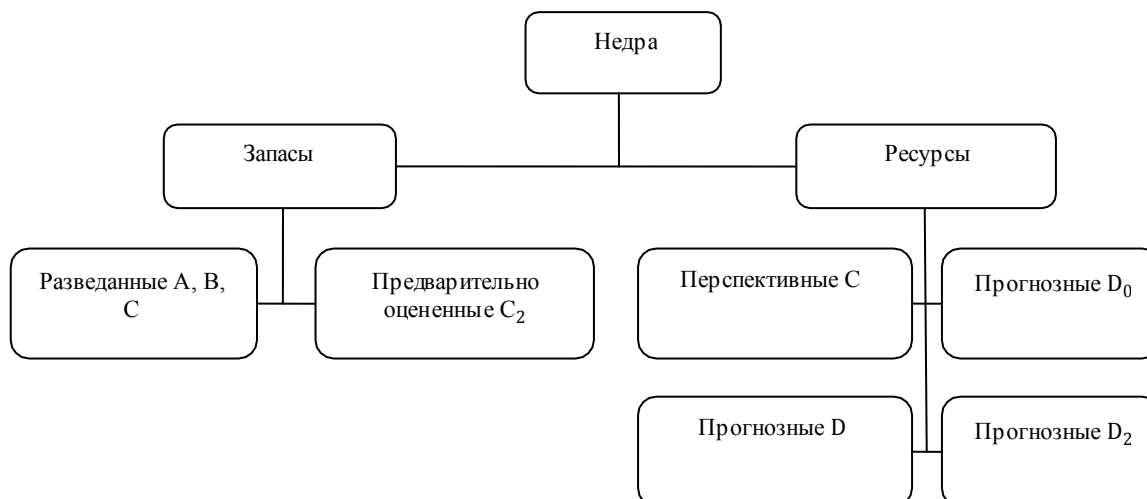 Недра
Запасы
Ресурсы
Разведанные А, В,
С
Предварительно
оцененные С₂
Перспективные С
Прогнозные D₀
Прогнозные D
Прогнозные D₂